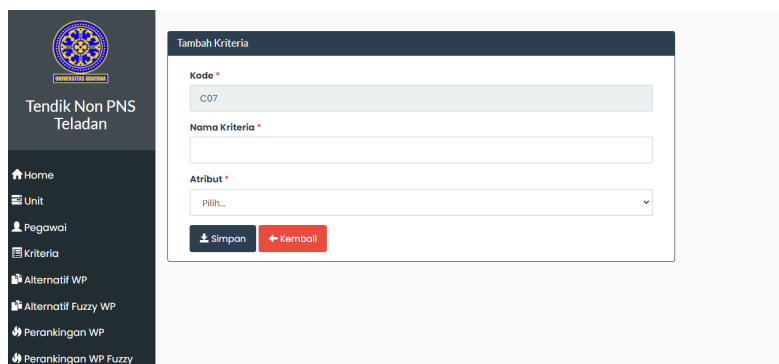 UNIVERSITAS UDAYANA
Tendik Non PNS
Teladan
Home
Unit
Pegawai
Kriteria
Alternatif WP
Alternatif Fuzzy WP
Perankingan WP
Perankingan WP Fuzzy
Tambah Kriteria
Kode *
C07
Nama Kriteria *
Atribut *
Pilih...
Simpan
Kembali